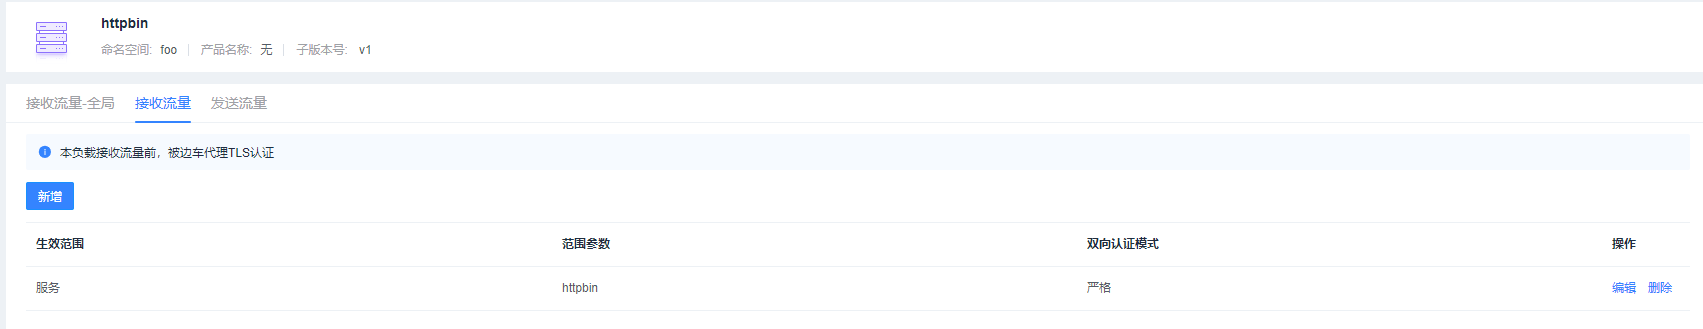 httpbin
命名空间: foo 产品名称: 无 子版本号: v1
接收流量-全局 接收流量 发送流量
本负载接收流量前，被边车代理TLS认证
新增
生效范围 范围参数 双向认证模式 操作
服务 httpbin 严格 编辑 删除